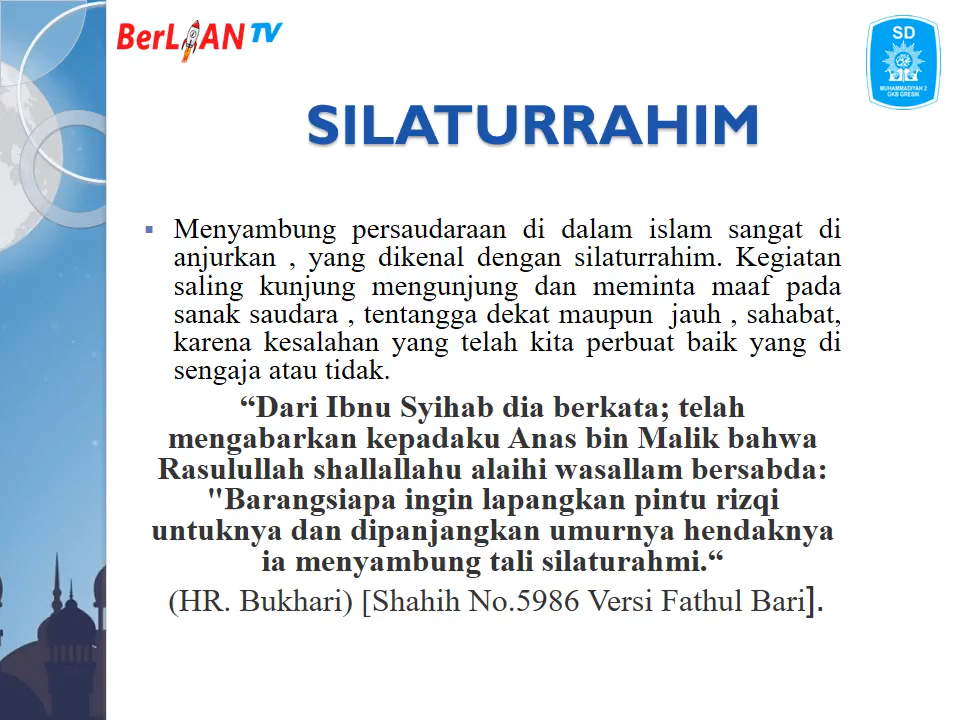 BerLIAN TV
SD
MUHAMMADIYAH 2
GKB GRESIK
SILATURRAHIM
Menyambung persaudaraan di dalam islam sangat di
anjurkan , yang dikenal dengan silaturrahim. Kegiatan
saling kunjung mengunjung dan meminta maaf pada
sanak saudara , tentangga dekat maupun jauh , sahabat,
karena kesalahan yang telah kita perbuat baik yang di
sengaja atau tidak.
“Dari Ibnu Syihab dia berkata; telah
mengabarkan kepadaku Anas bin Malik bahwa
Rasulullah shallallahu alaihi wasallam bersabda:
"Barangsiapa ingin lapangkan pintu rizqi
untuknya dan dipanjangkan umurnya hendaknya
ia menyambung tali silaturahmi.“
(HR. Bukhari) [Shahih No.5986 Versi Fathul Bari].